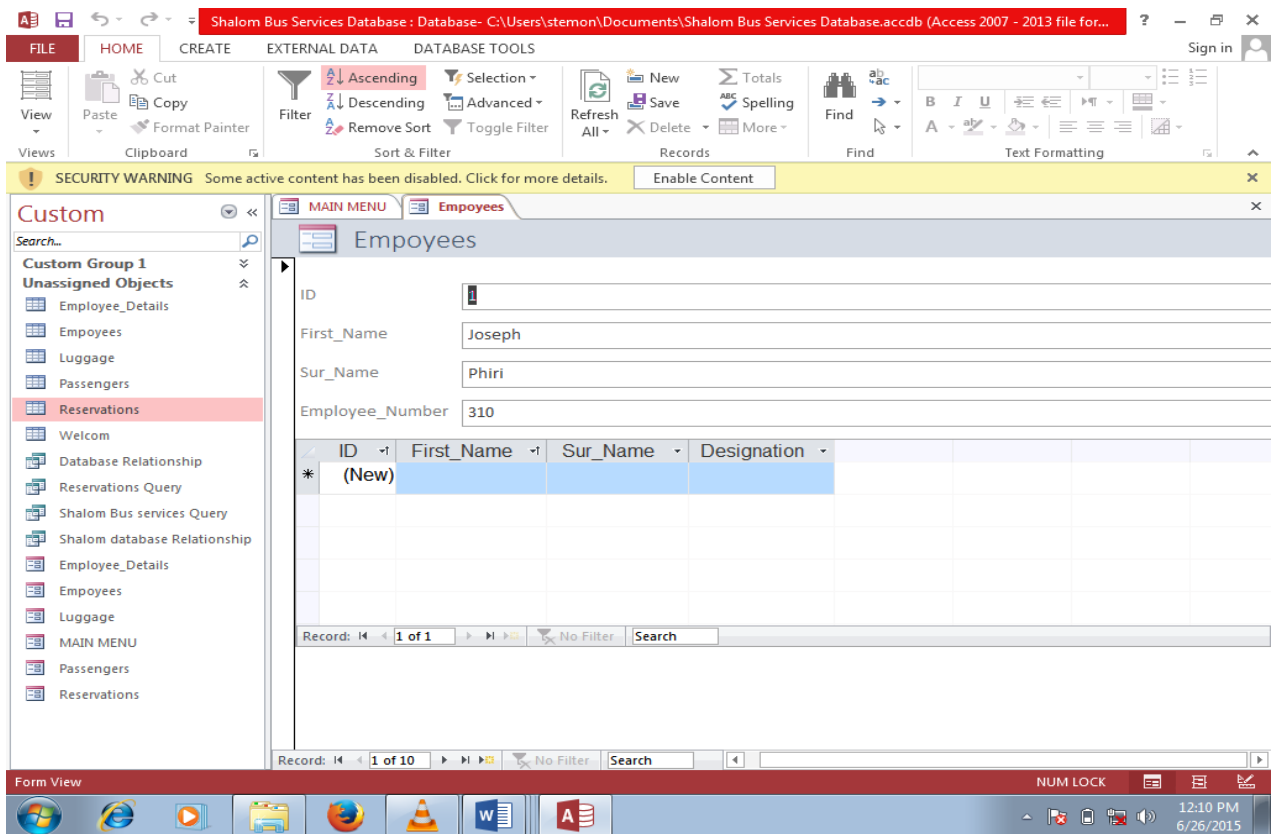 Shalom Bus Services Database : Database- C:\Users\stemon\Documents\Shalom Bus Services Database.accdb (Access 2007 - 2013 file for...
FILE HOME CREATE EXTERNAL DATA DATABASE TOOLS Sign in
View
Views
Paste
Cut
Copy
Format Painter
Clipboard
Filter
Ascending
Descending
Remove Sort
Selection
Advanced
Toggle Filter
Sort & Filter
Refresh
All
New
Save
Delete
Totals
Spelling
More
Records
Find
Find
Text Formatting
SECURITY WARNING Some active content has been disabled. Click for more details. Enable Content
Custom
Search...
Custom Group 1
Unassigned Objects
Employee_Details
Empoyees
Luggage
Passengers
Reservations
Welcom
Database Relationship
Reservations Query
Shalom Bus services Query
Shalom database Relationship
Employee_Details
Empoyees
Luggage
MAIN MENU
Passengers
Reservations
MAIN MENU Empoyees
Empoyees
ID 1
First_Name Joseph
Sur_Name Phiri
Employee_Number 310
ID First_Name Sur_Name Designation
(New)
Record: 1 of 1 No Filter Search
Record: 1 of 10 No Filter Search
Form View NUM LOCK
12:10 PM
6/26/2015